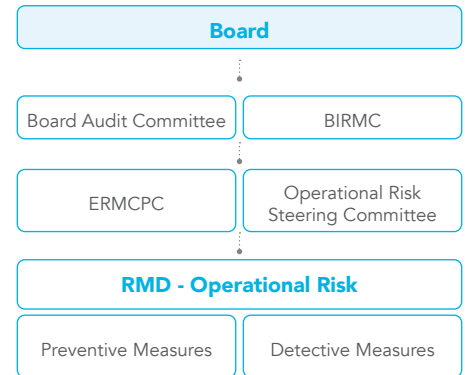 Board
Board Audit Committee
BIRMC
ERMCPC
Operational Risk
Steering Committee
RMD - Operational Risk
Preventive Measures
Detective Measures